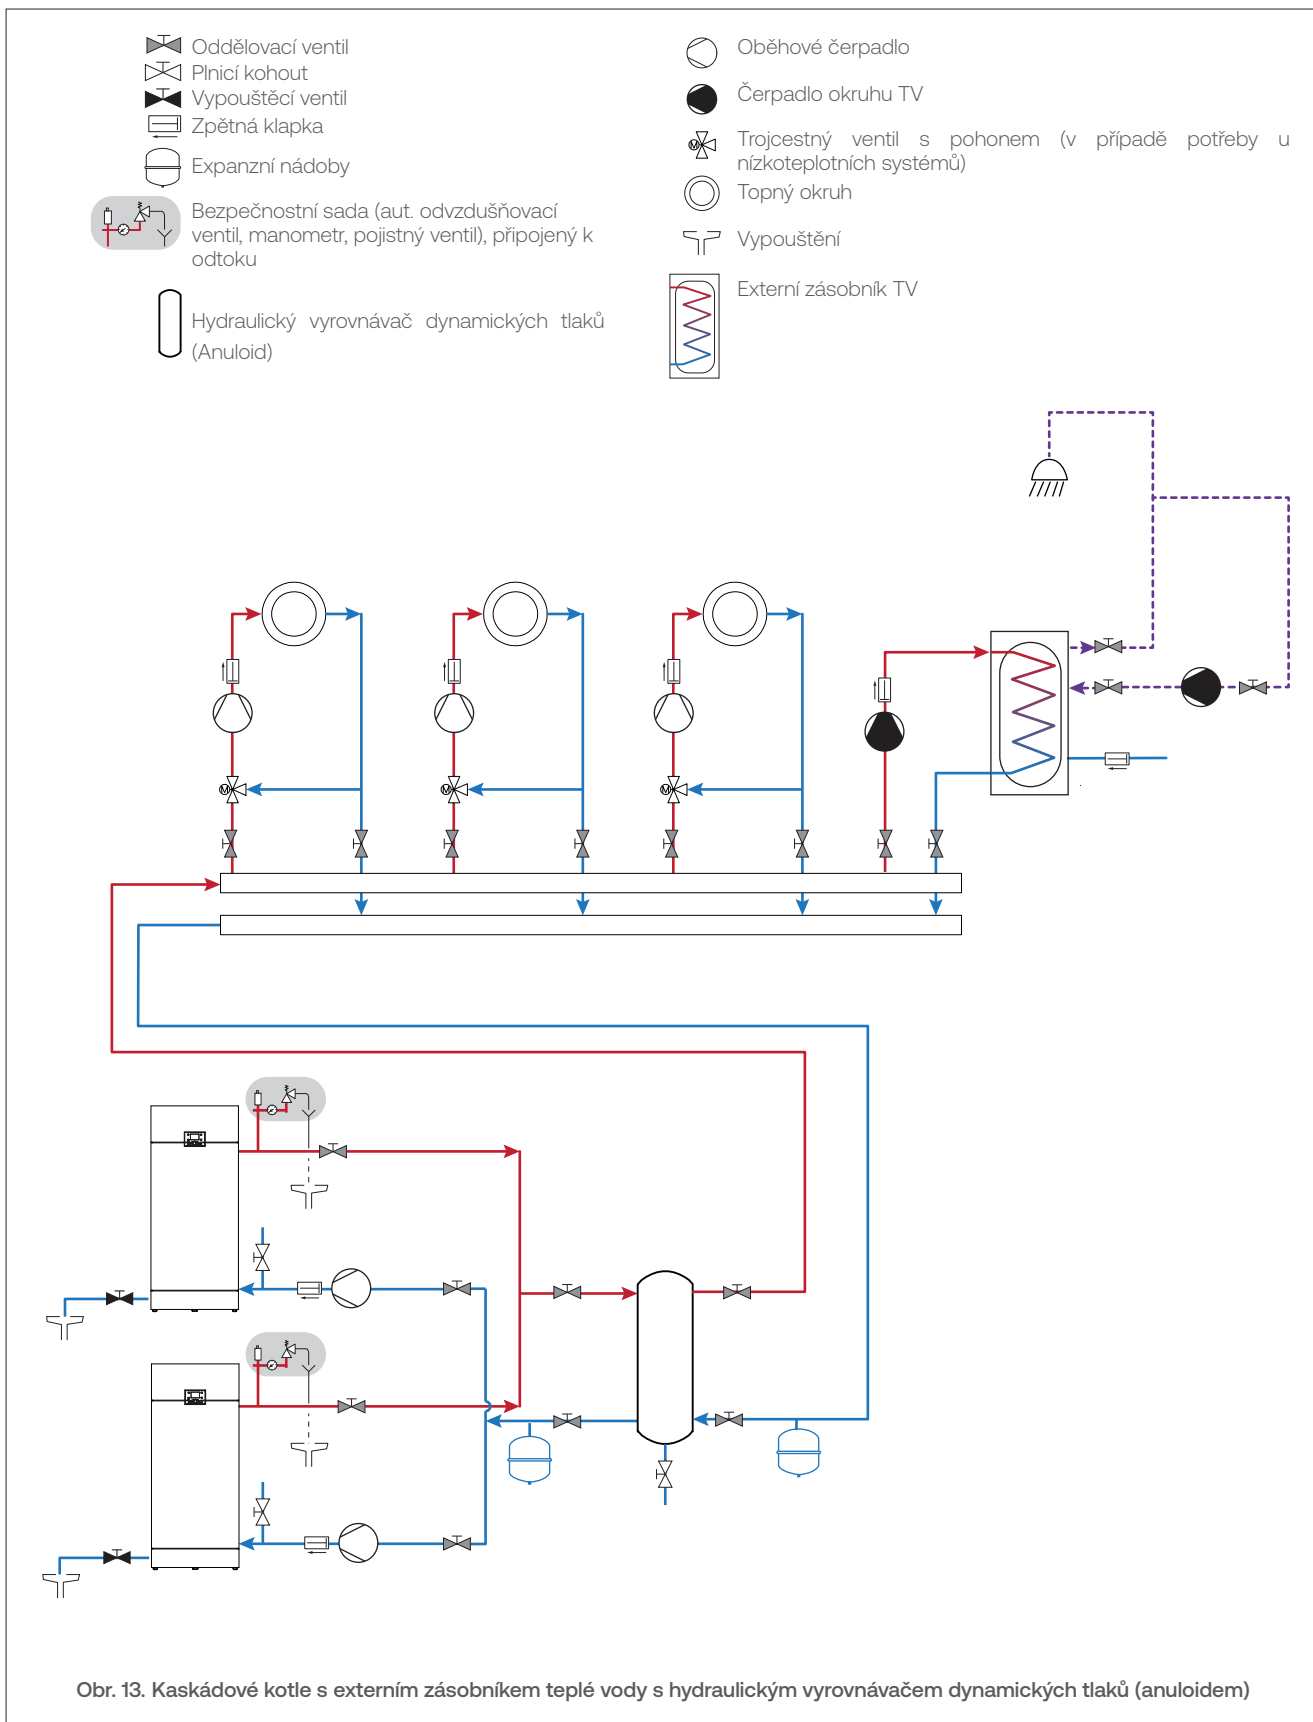 Oddělovací ventil
Plnicí kohout
Vypouštěcí ventil
Zpětná klapka
Expanzní nádoby
Bezpečnostní sada (aut. odvzdušňovací
ventil, manometr, pojistný ventil), připojený k
odtoku
Hydraulický vyrovnávač dynamických tlaků
(Anuloid)
Oběhové čerpadlo
Čerpadlo okruhu TV
M
Trojcestný ventil s pohonem (v případě potřeby u
nízkoteplotních systémů)
Topný okruh
Vypouštění
Externí zásobník TV
M
M
M
Obr. 13. Kaskádové kotle s externím zásobníkem teplé vody s hydraulickým vyrovnávačem dynamických tlaků (anuloidem)